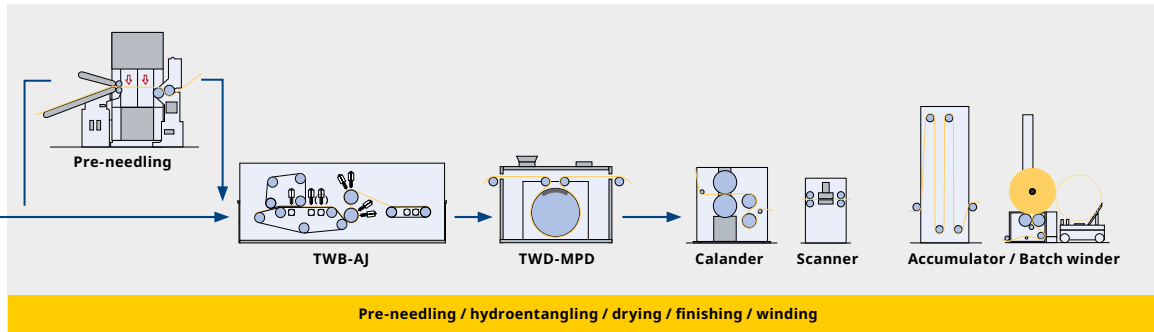 Pre-needling
TWB-AJ
TWD-MPD
Calander
Scanner
Accumulator / Batch winder
Pre-needling / hydroentangling / drying / finishing / winding